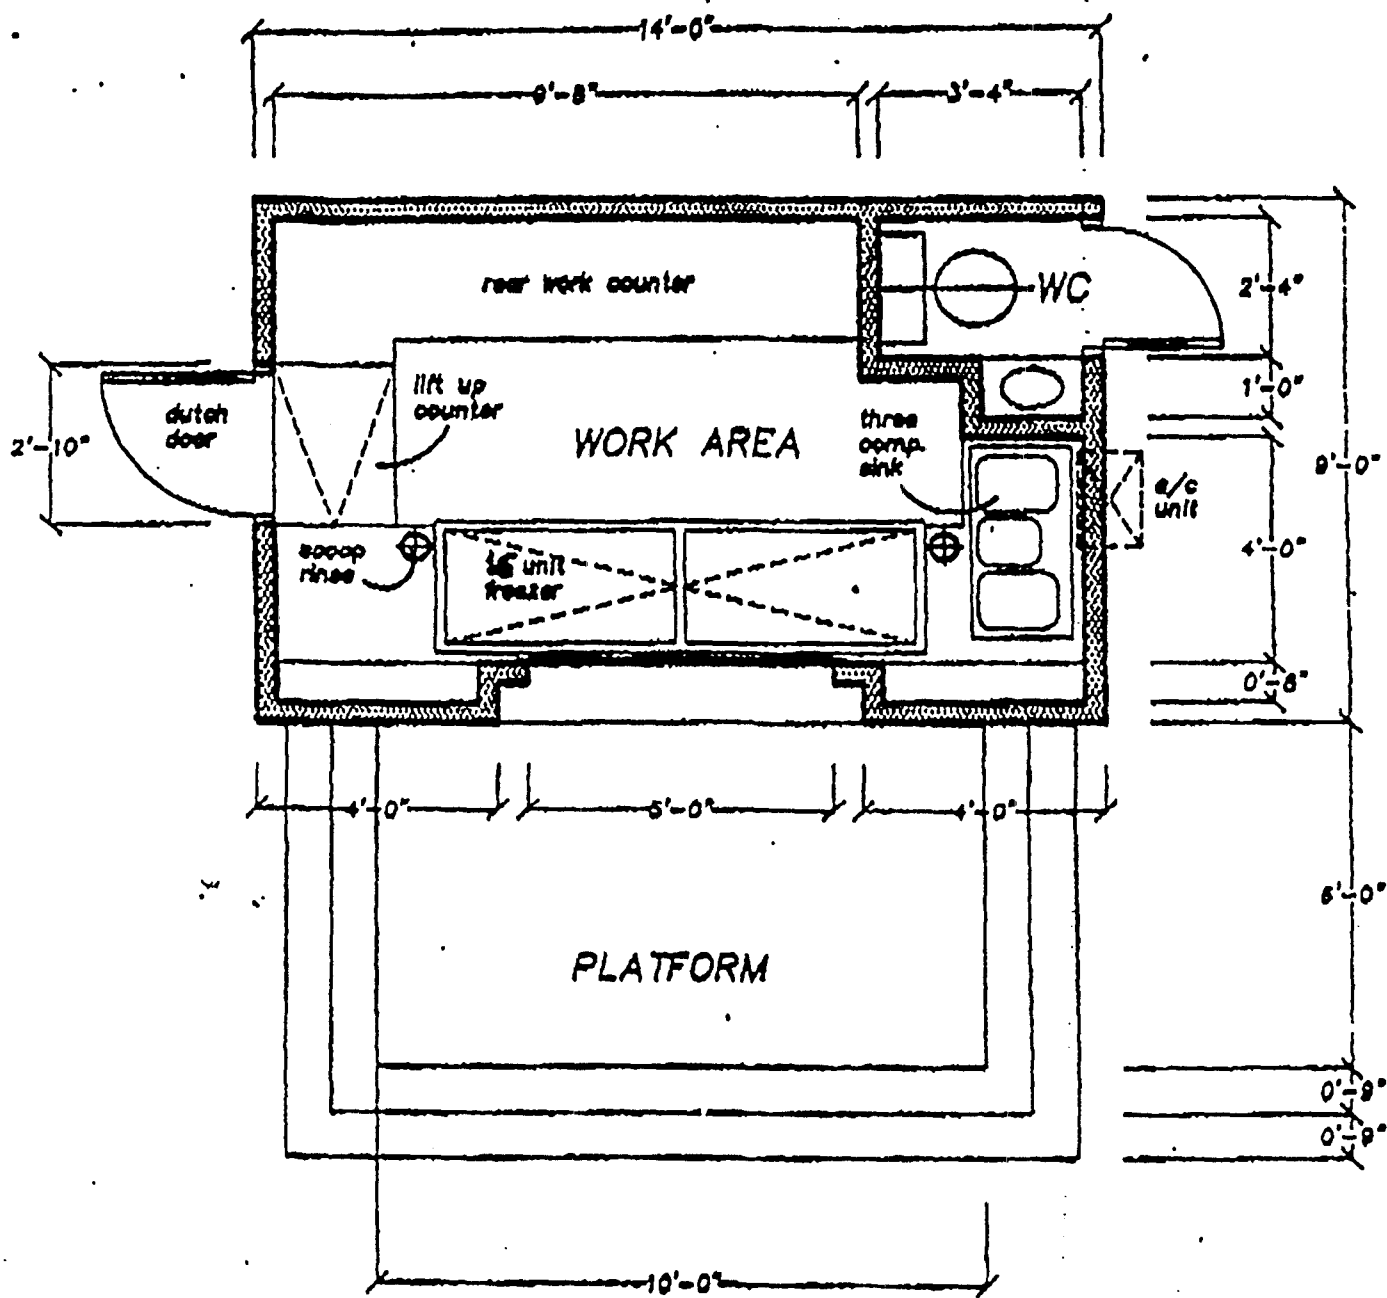 14'-0"
9'-8"
3'-4"
rear work counter
WC
2'-4"
1'-0"
lift up
counter
dutch
door
2'-10"
WORK AREA
three
comp.
sink
a/c
unit
9'-0"
4'-0"
scoop
rinse
unit
freezer
0'-8"
4'-0"
5'-0"
4'-0"
PLATFORM
0'-9"
0'-9"
10'-0"